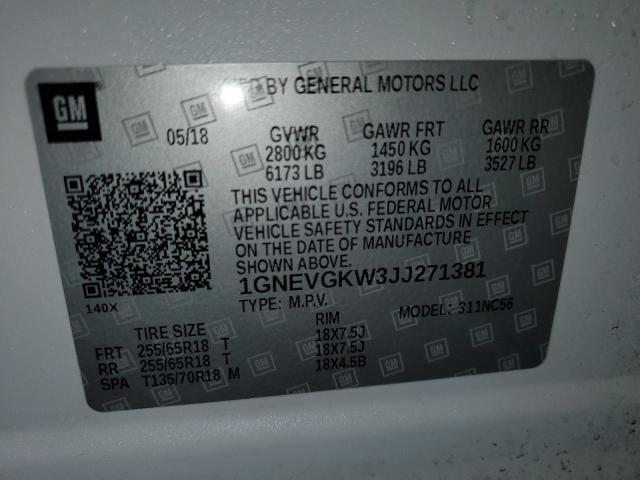 GM
BY GENERAL MOTORS LLC
05/18 GVWR GAWR FRT GAWR RR
2800 KG 1450 KG 1600 KG
6173 LB 3196 LB 3527 LB
THIS VEHICLE CONFORMS TO ALL
APPLICABLE U.S. FEDERAL MOTOR
VEHICLE SAFETY STANDARDS IN EFFECT
ON THE DATE OF MANUFACTURE
SHOWN ABOVE.
1GNEVGKW3JJ271381
140X TYPE: M.P.V. MODEL: 311NC56
TIRE SIZE RIM
FRT 255/65R18 T 18X7.5J
RR 255/65R18 T 18X7.5J
SPA T135/70R18 M 18X4.5B